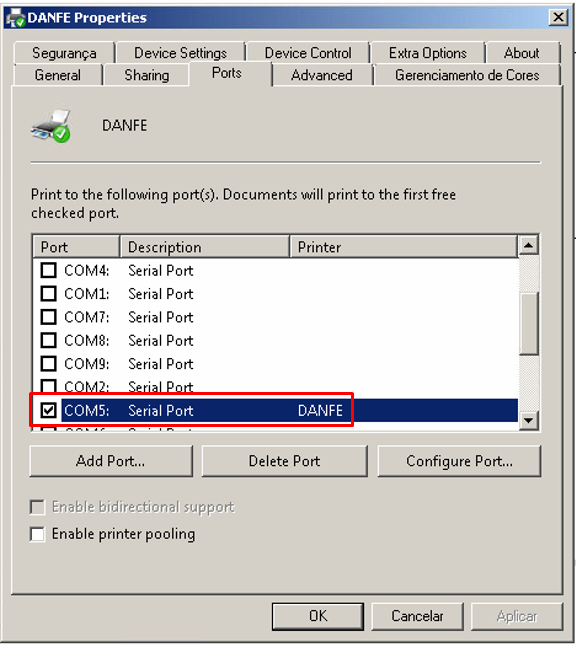 DANFE Properties
Segurança Device Settings Device Control Extra Options About
General Sharing Ports Advanced Gerenciamento de Cores
DANFE
Print to the following port(s). Documents will print to the first free
checked port.
Port Description Printer
COM4: Serial Port
COM1: Serial Port
COM7: Serial Port
COM8: Serial Port
COM9: Serial Port
COM2: Serial Port
COM5: Serial Port DANFE
Add Port... Delete Port Configure Port...
Enable bidirectional support
Enable printer pooling
OK Cancelar Aplicar